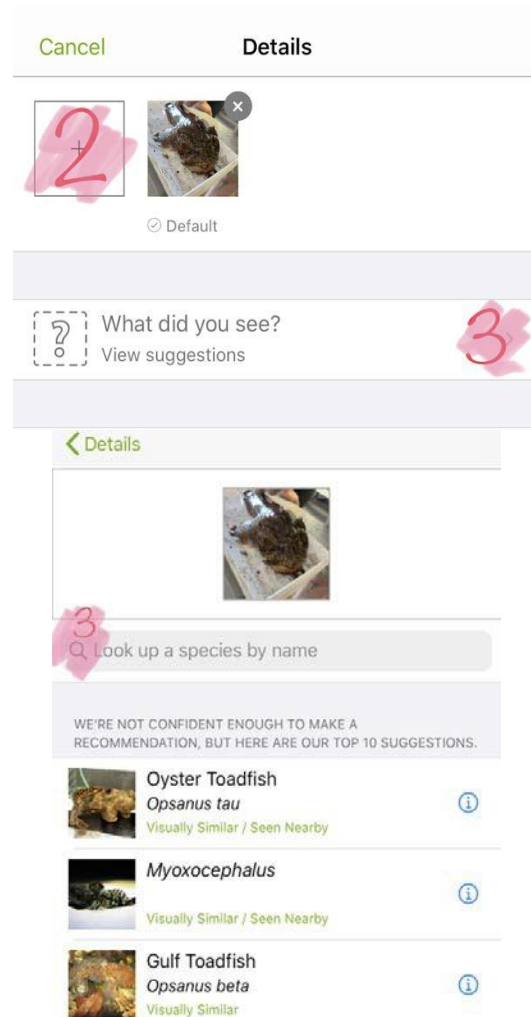 Cancel Details
2
Default
What did you see?
View suggestions
3
Details
3
Look up a species by name
WE'RE NOT CONFIDENT ENOUGH TO MAKE A
RECOMMENDATION, BUT HERE ARE OUR TOP 10 SUGGESTIONS.
Oyster Toadfish
Opsanus tau
Visually Similar / Seen Nearby
Myoxocephalus
Visually Similar / Seen Nearby
Gulf Toadfish
Opsanus beta
Visually Similar